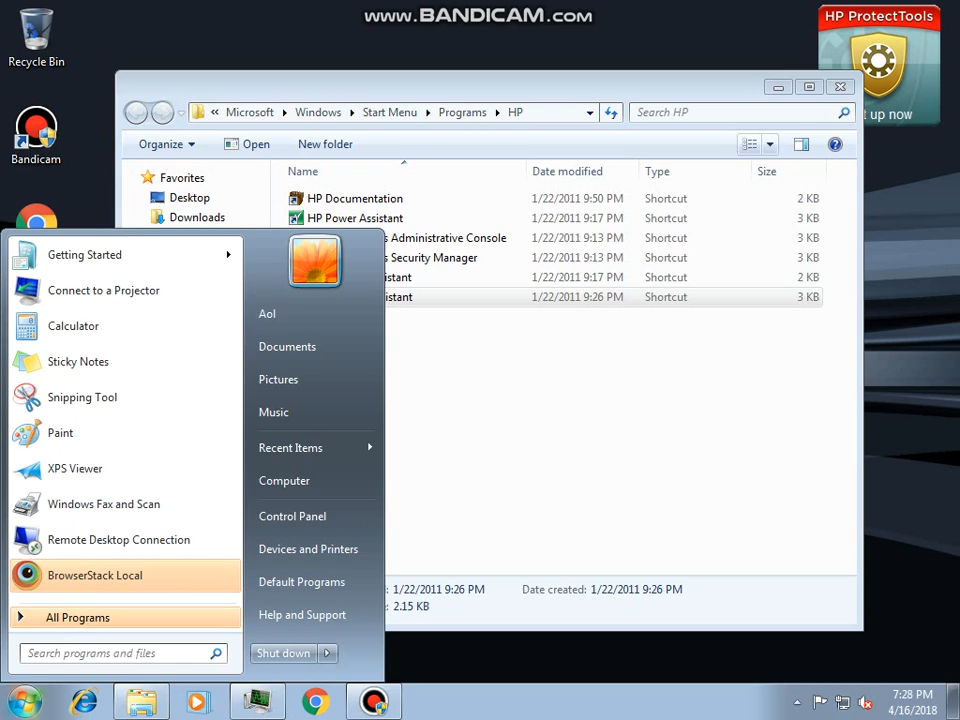 www.BANDICAM.com
HP ProtectTools
t up now
Recycle Bin
Bandicam
« Microsoft Windows Start Menu Programs HP
Search HP
Organize Open New folder
Name Date modified Type Size
Favorites
Desktop
Downloads
HP Documentation 1/22/2011 9:50 PM Shortcut 2 KB
HP Power Assistant 1/22/2011 9:17 PM Shortcut 3 KB
s Administrative Console 1/22/2011 9:13 PM Shortcut 3 KB
s Security Manager 1/22/2011 9:13 PM Shortcut 3 KB
istant 1/22/2011 9:17 PM Shortcut 2 KB
istant 1/22/2011 9:26 PM Shortcut 3 KB
: 1/22/2011 9:26 PM Date created: 1/22/2011 9:26 PM
: 2.15 KB
Getting Started
Connect to a Projector
Calculator
Sticky Notes
Snipping Tool
Paint
XPS Viewer
Windows Fax and Scan
Remote Desktop Connection
BrowserStack Local
All Programs
Search programs and files
Aol
Documents
Pictures
Music
Recent Items
Computer
Control Panel
Devices and Printers
Default Programs
Help and Support
Shut down
7:28 PM
4/16/2018